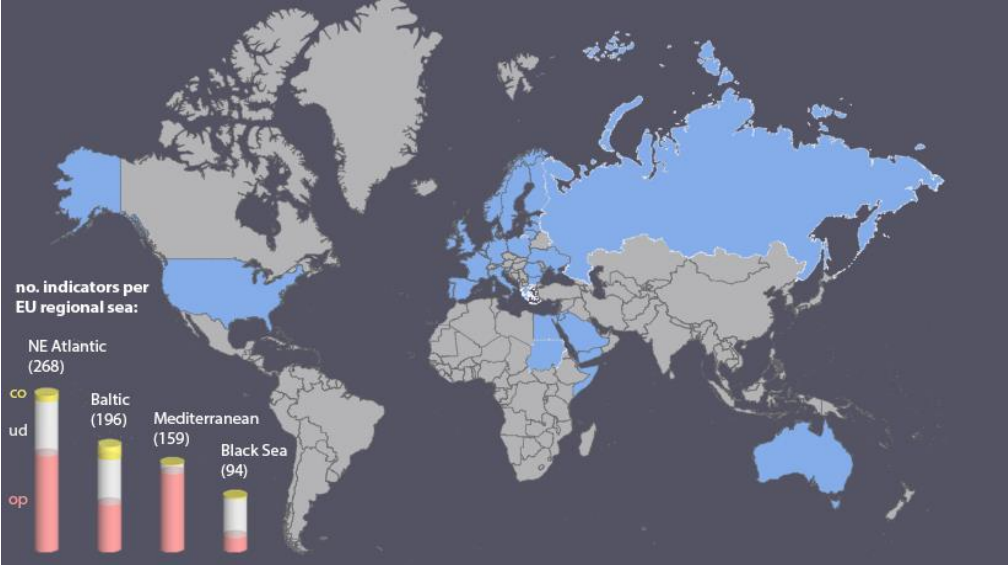 no. indicators per
EU regional sea:
NE Atlantic
(268)
co
ud
op
Baltic
(196)
Mediterranean
(159)
Black Sea
(94)